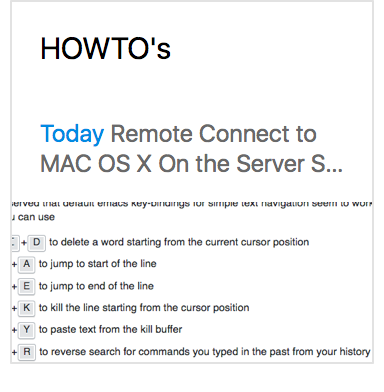 HOWTO's
Today Remote Connect to
MAC OS X On the Server S...
served that default emacs key-bindings for simple text navigation seem to work
can use
+ D to delete a word starting from the current cursor position
+ A to jump to start of the line
+ E to jump to end of the line
+ K to kill the line starting from the cursor position
+ Y to paste text from the kill buffer
+ R to reverse search for commands you typed in the past from your history